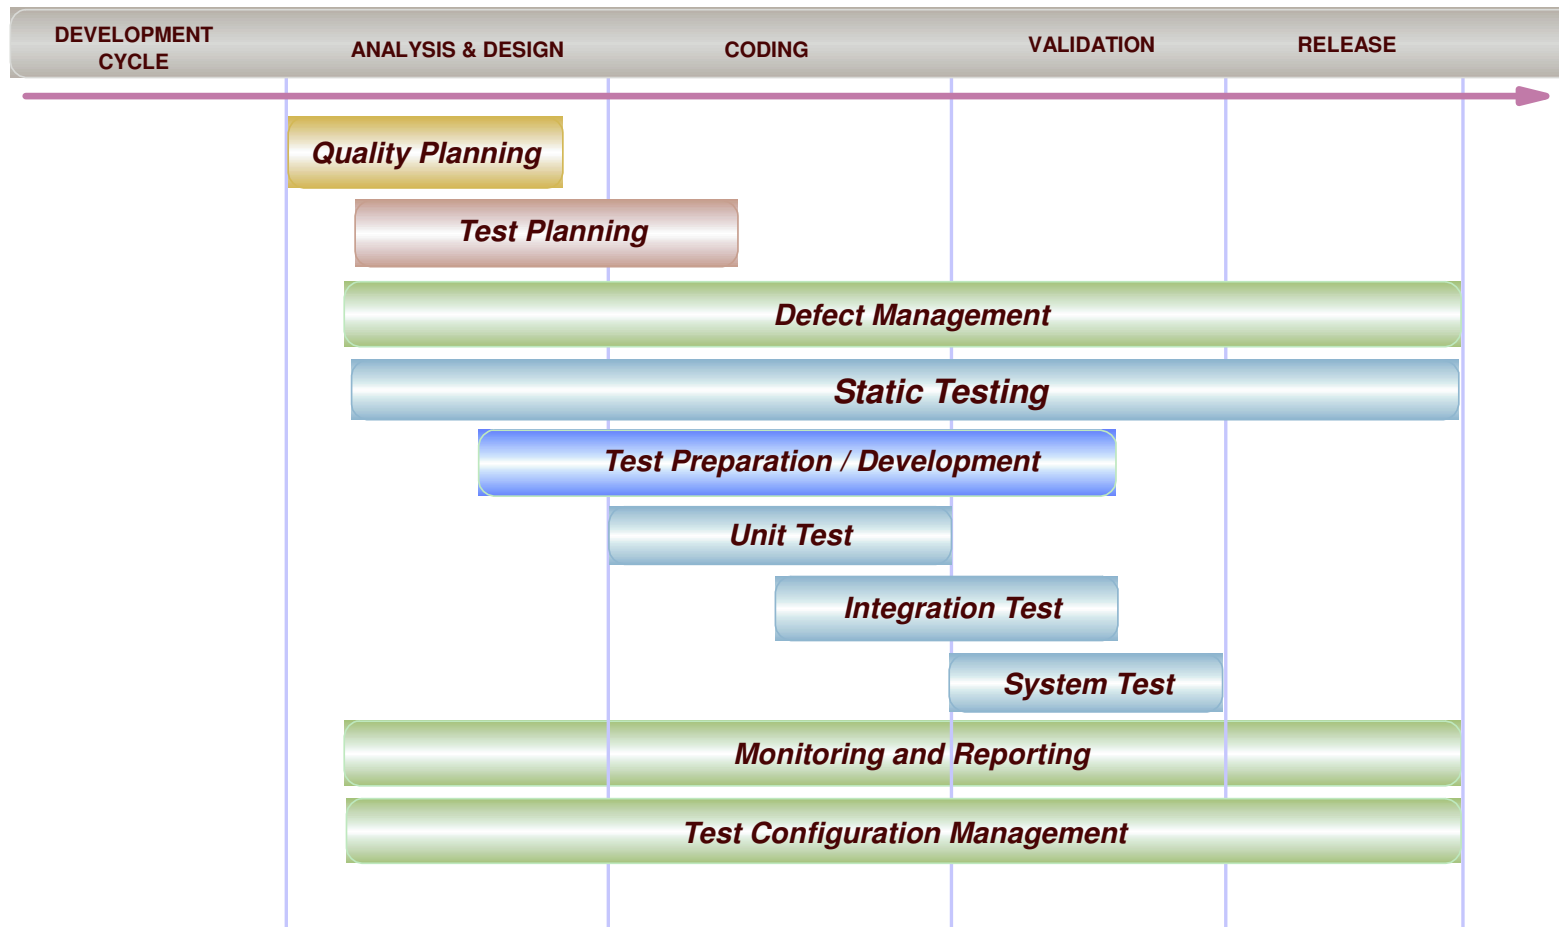 DEVELOPMENT
CYCLE
ANALYSIS & DESIGN
CODING
VALIDATION
RELEASE
Quality Planning
Test Planning
Defect Management
Static Testing
Test Preparation / Development
Unit Test
Integration Test
System Test
Monitoring and Reporting
Test Configuration Management